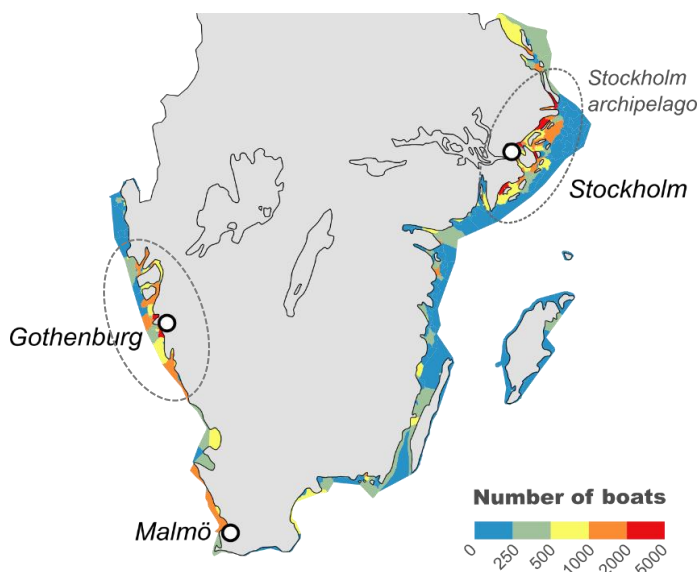 Stockholm
archipelago
Stockholm
Gothenburg
Malmö
Number of boats
0
250
500
1000
2000
5000